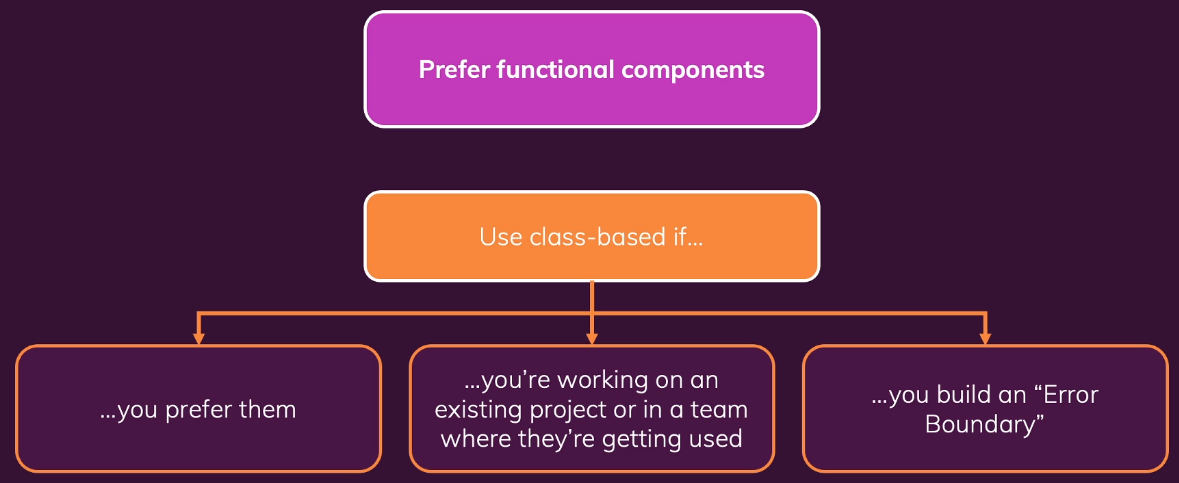 Prefer functional components
Use class-based if...
...you prefer them
...you’re working on an
existing project or in a team
where they’re getting used
...you build an “Error
Boundary”